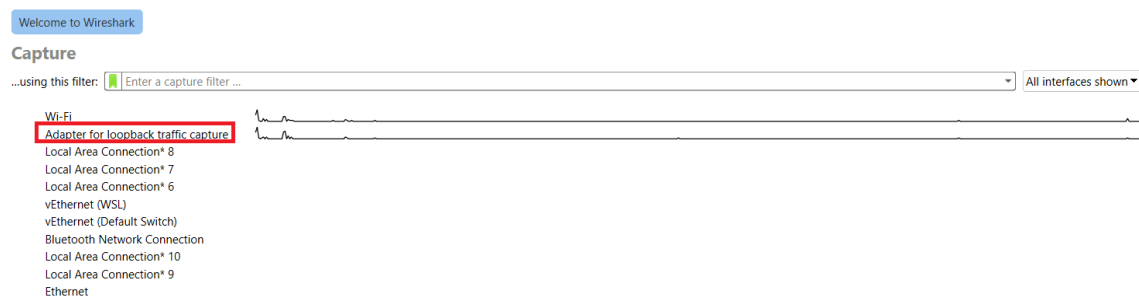 Welcome to Wireshark
Capture
...using this filter: Enter a capture filter ... All interfaces shown
Wi-Fi
Adapter for loopback traffic capture
Local Area Connection* 8
Local Area Connection* 7
Local Area Connection* 6
vEthernet (WSL)
vEthernet (Default Switch)
Bluetooth Network Connection
Local Area Connection* 10
Local Area Connection* 9
Ethernet